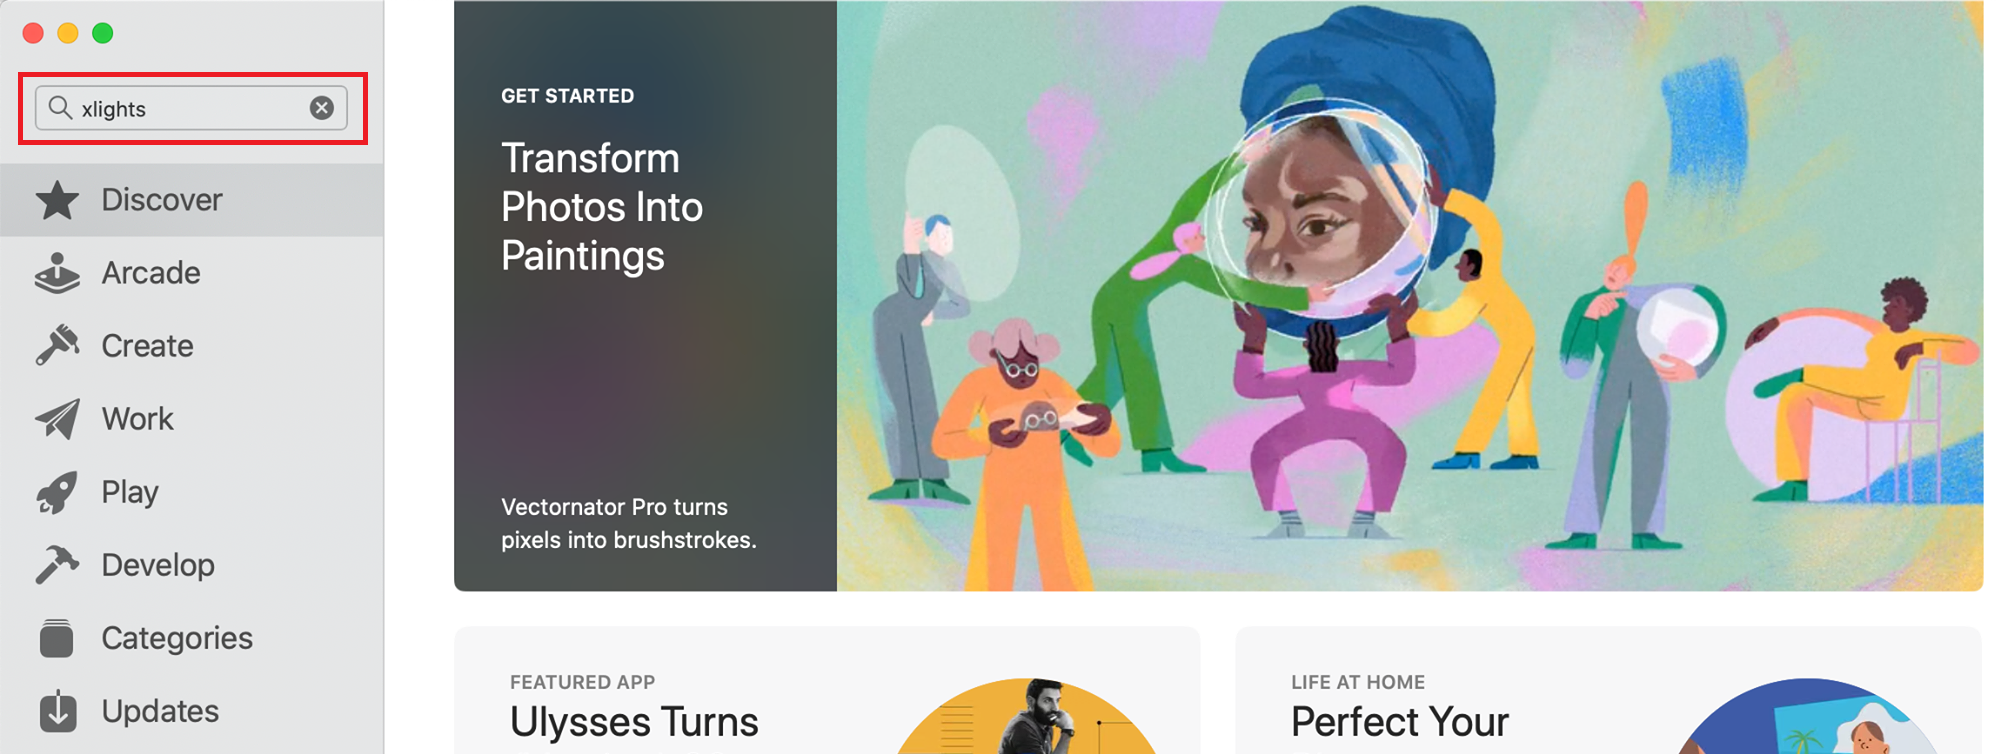 xlights
Discover
Arcade
Create
Work
Play
Develop
Categories
Updates
GET STARTED
Transform
Photos Into
Paintings
Vectornator Pro turns
pixels into brushstrokes.
FEATURED APP
Ulysses Turns
LIFE AT HOME
Perfect Your